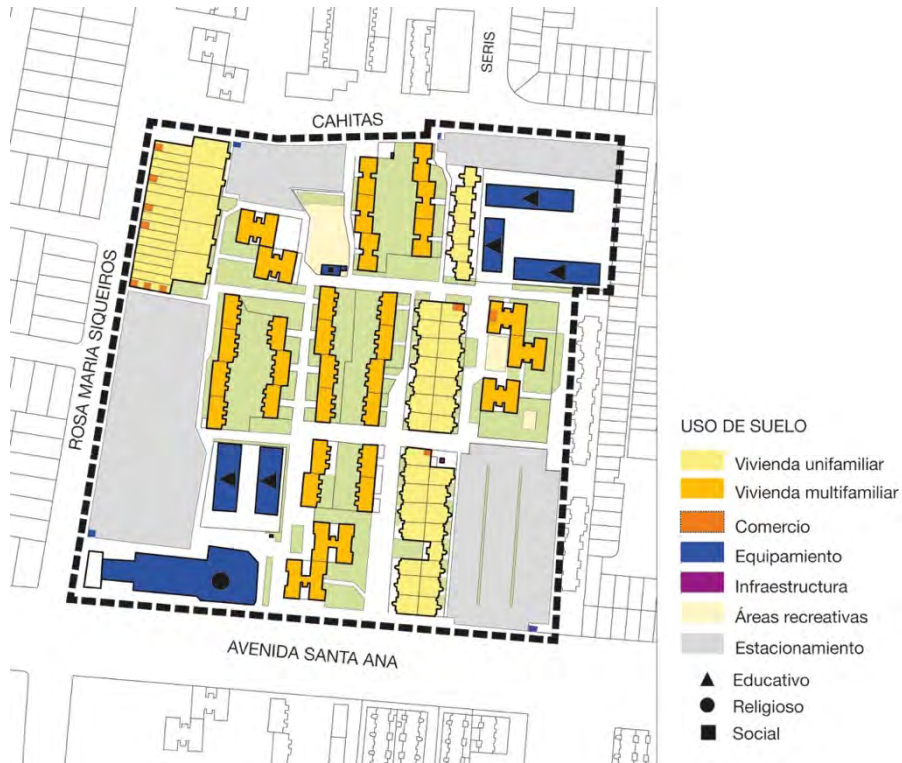 SERIS
CAHITAS
ROSA MARIA SIQUEIROS
AVENIDA SANTA ANA
USO DE SUELO
Vivienda unifamiliar
Vivienda multifamiliar
Comercio
Equipamiento
Infraestructura
Áreas recreativas
Estacionamiento
Educativo
Religioso
Social